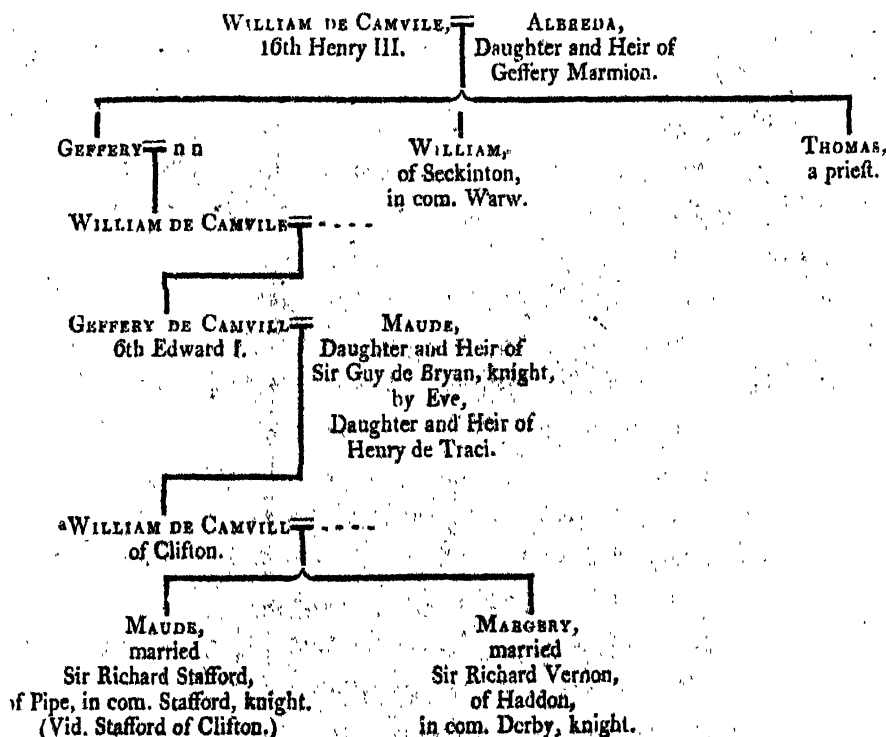 WILLIAM DE CAMVILE,
16th Henry III.
ALBREDA,
Daughter and Heir of
Geffery Marmion.
GEFFERY n n
WILLIAM,
of Seckinton,
in com. Warw.
THOMAS,
a priest.
WILLIAM DE CAMVILE - - - -
GEFFERY DE CAMVILL
6th Edward I.
MAUDE,
Daughter and Heir of
Sir Guy de Bryan, knight,
by Eve,
Daughter and Heir of
Henry de Traci.
a WILLIAM DE CAMVILL - - - -
of Clifton.
MAUDE,
married
Sir Richard Stafford,
of Pipe, in com. Stafford, knight.
(Vid. Stafford of Clifton.)
MARGERY,
married
Sir Richard Vernon,
of Haddon,
in com. Derby, knight.